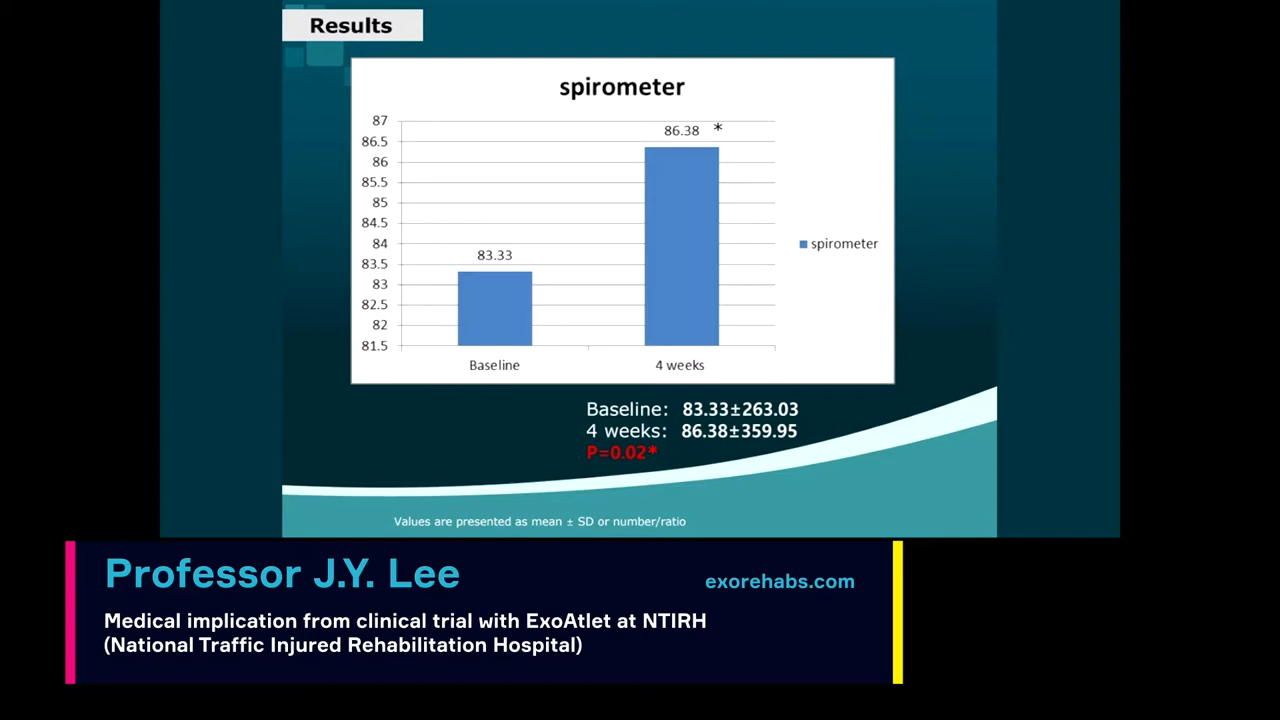 Results
spirometer
87
86.5
86
85.5
85
84.5
84
83.5
83
82.5
82
81.5
83.33
86.38 *
Baseline
4 weeks
spirometer
Baseline: 83.33±263.03
4 weeks: 86.38±359.95
P=0.02*
Values are presented as mean ± SD or number/ratio
Professor J.Y. Lee
exorehabs.com
Medical implication from clinical trial with ExoAtlet at NTIRH
(National Traffic Injured Rehabilitation Hospital)